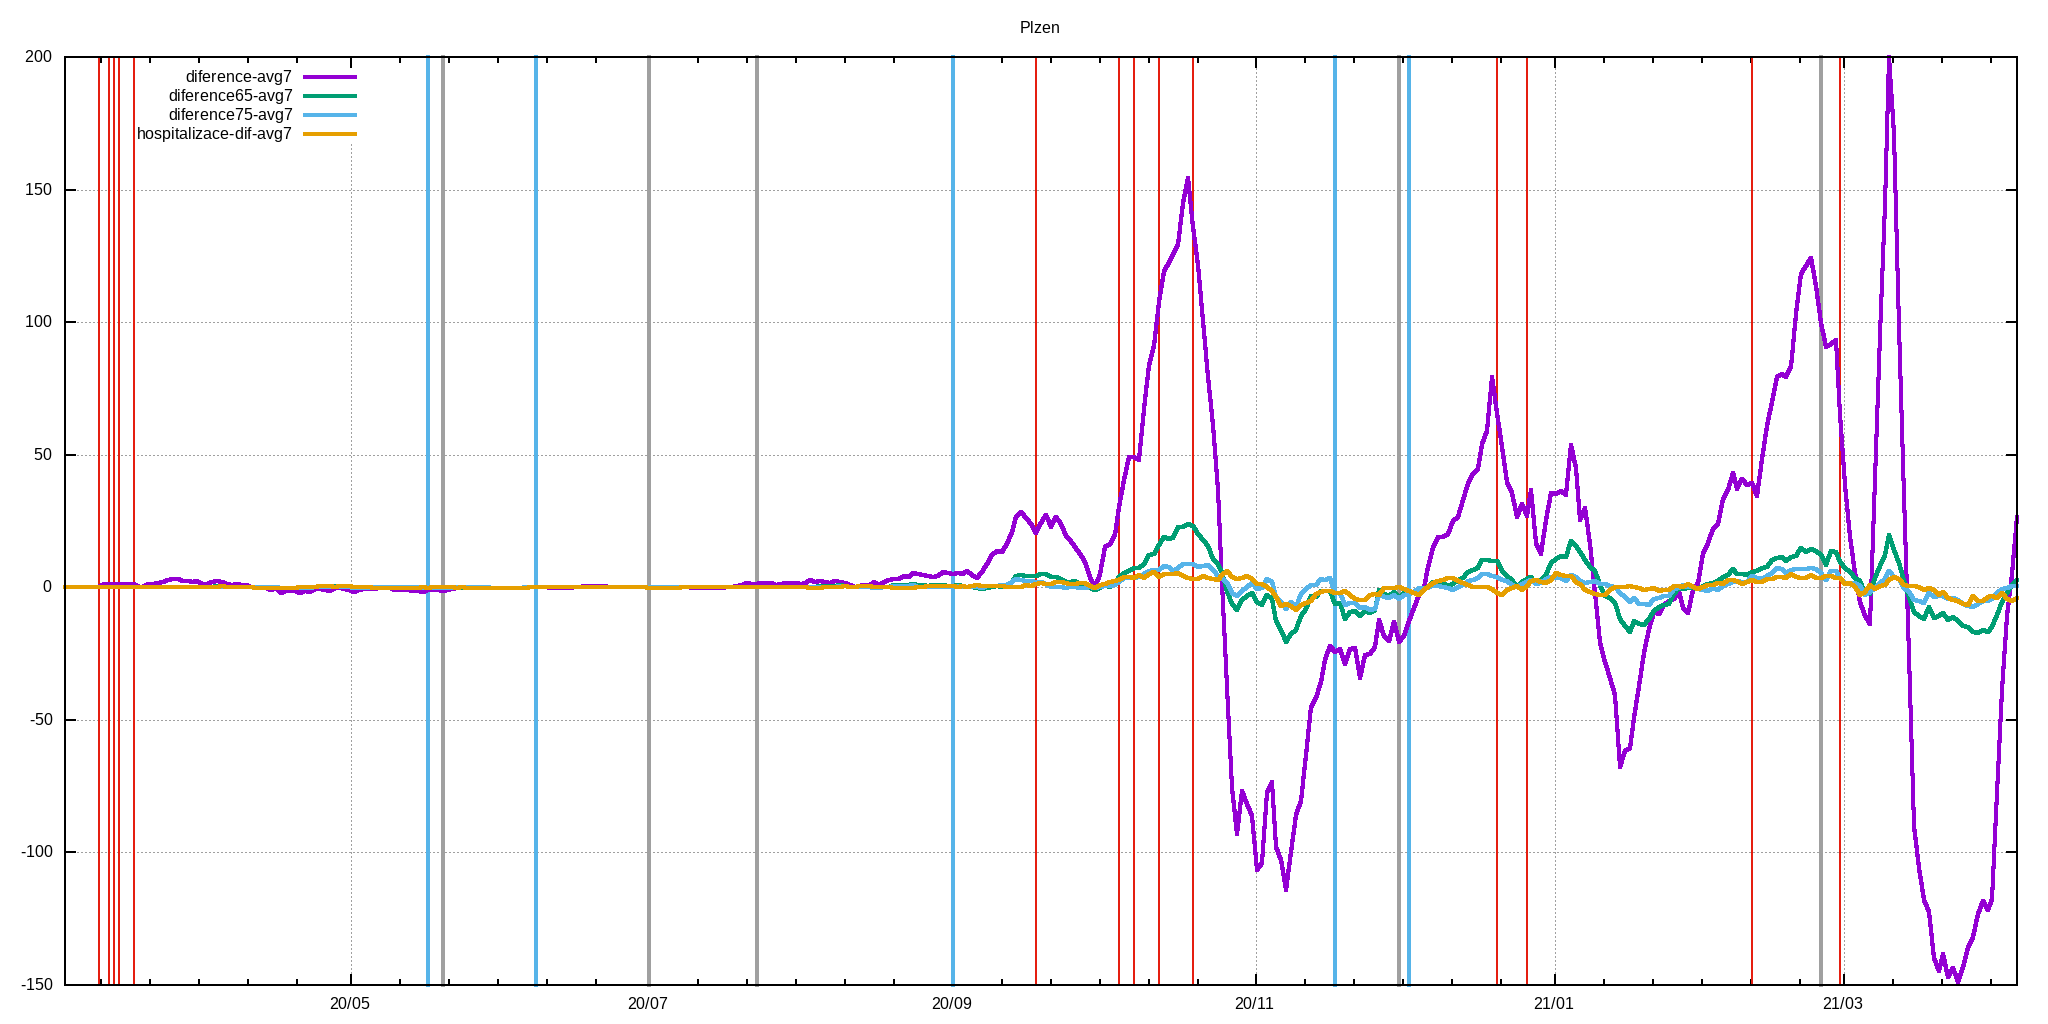 Plzen
diference-avg7
diference65-avg7
diference75-avg7
hospitalizace-dif-avg7
200
150
100
50
0
-50
-100
-150
20/05 20/07 20/09 20/11 21/01 21/03